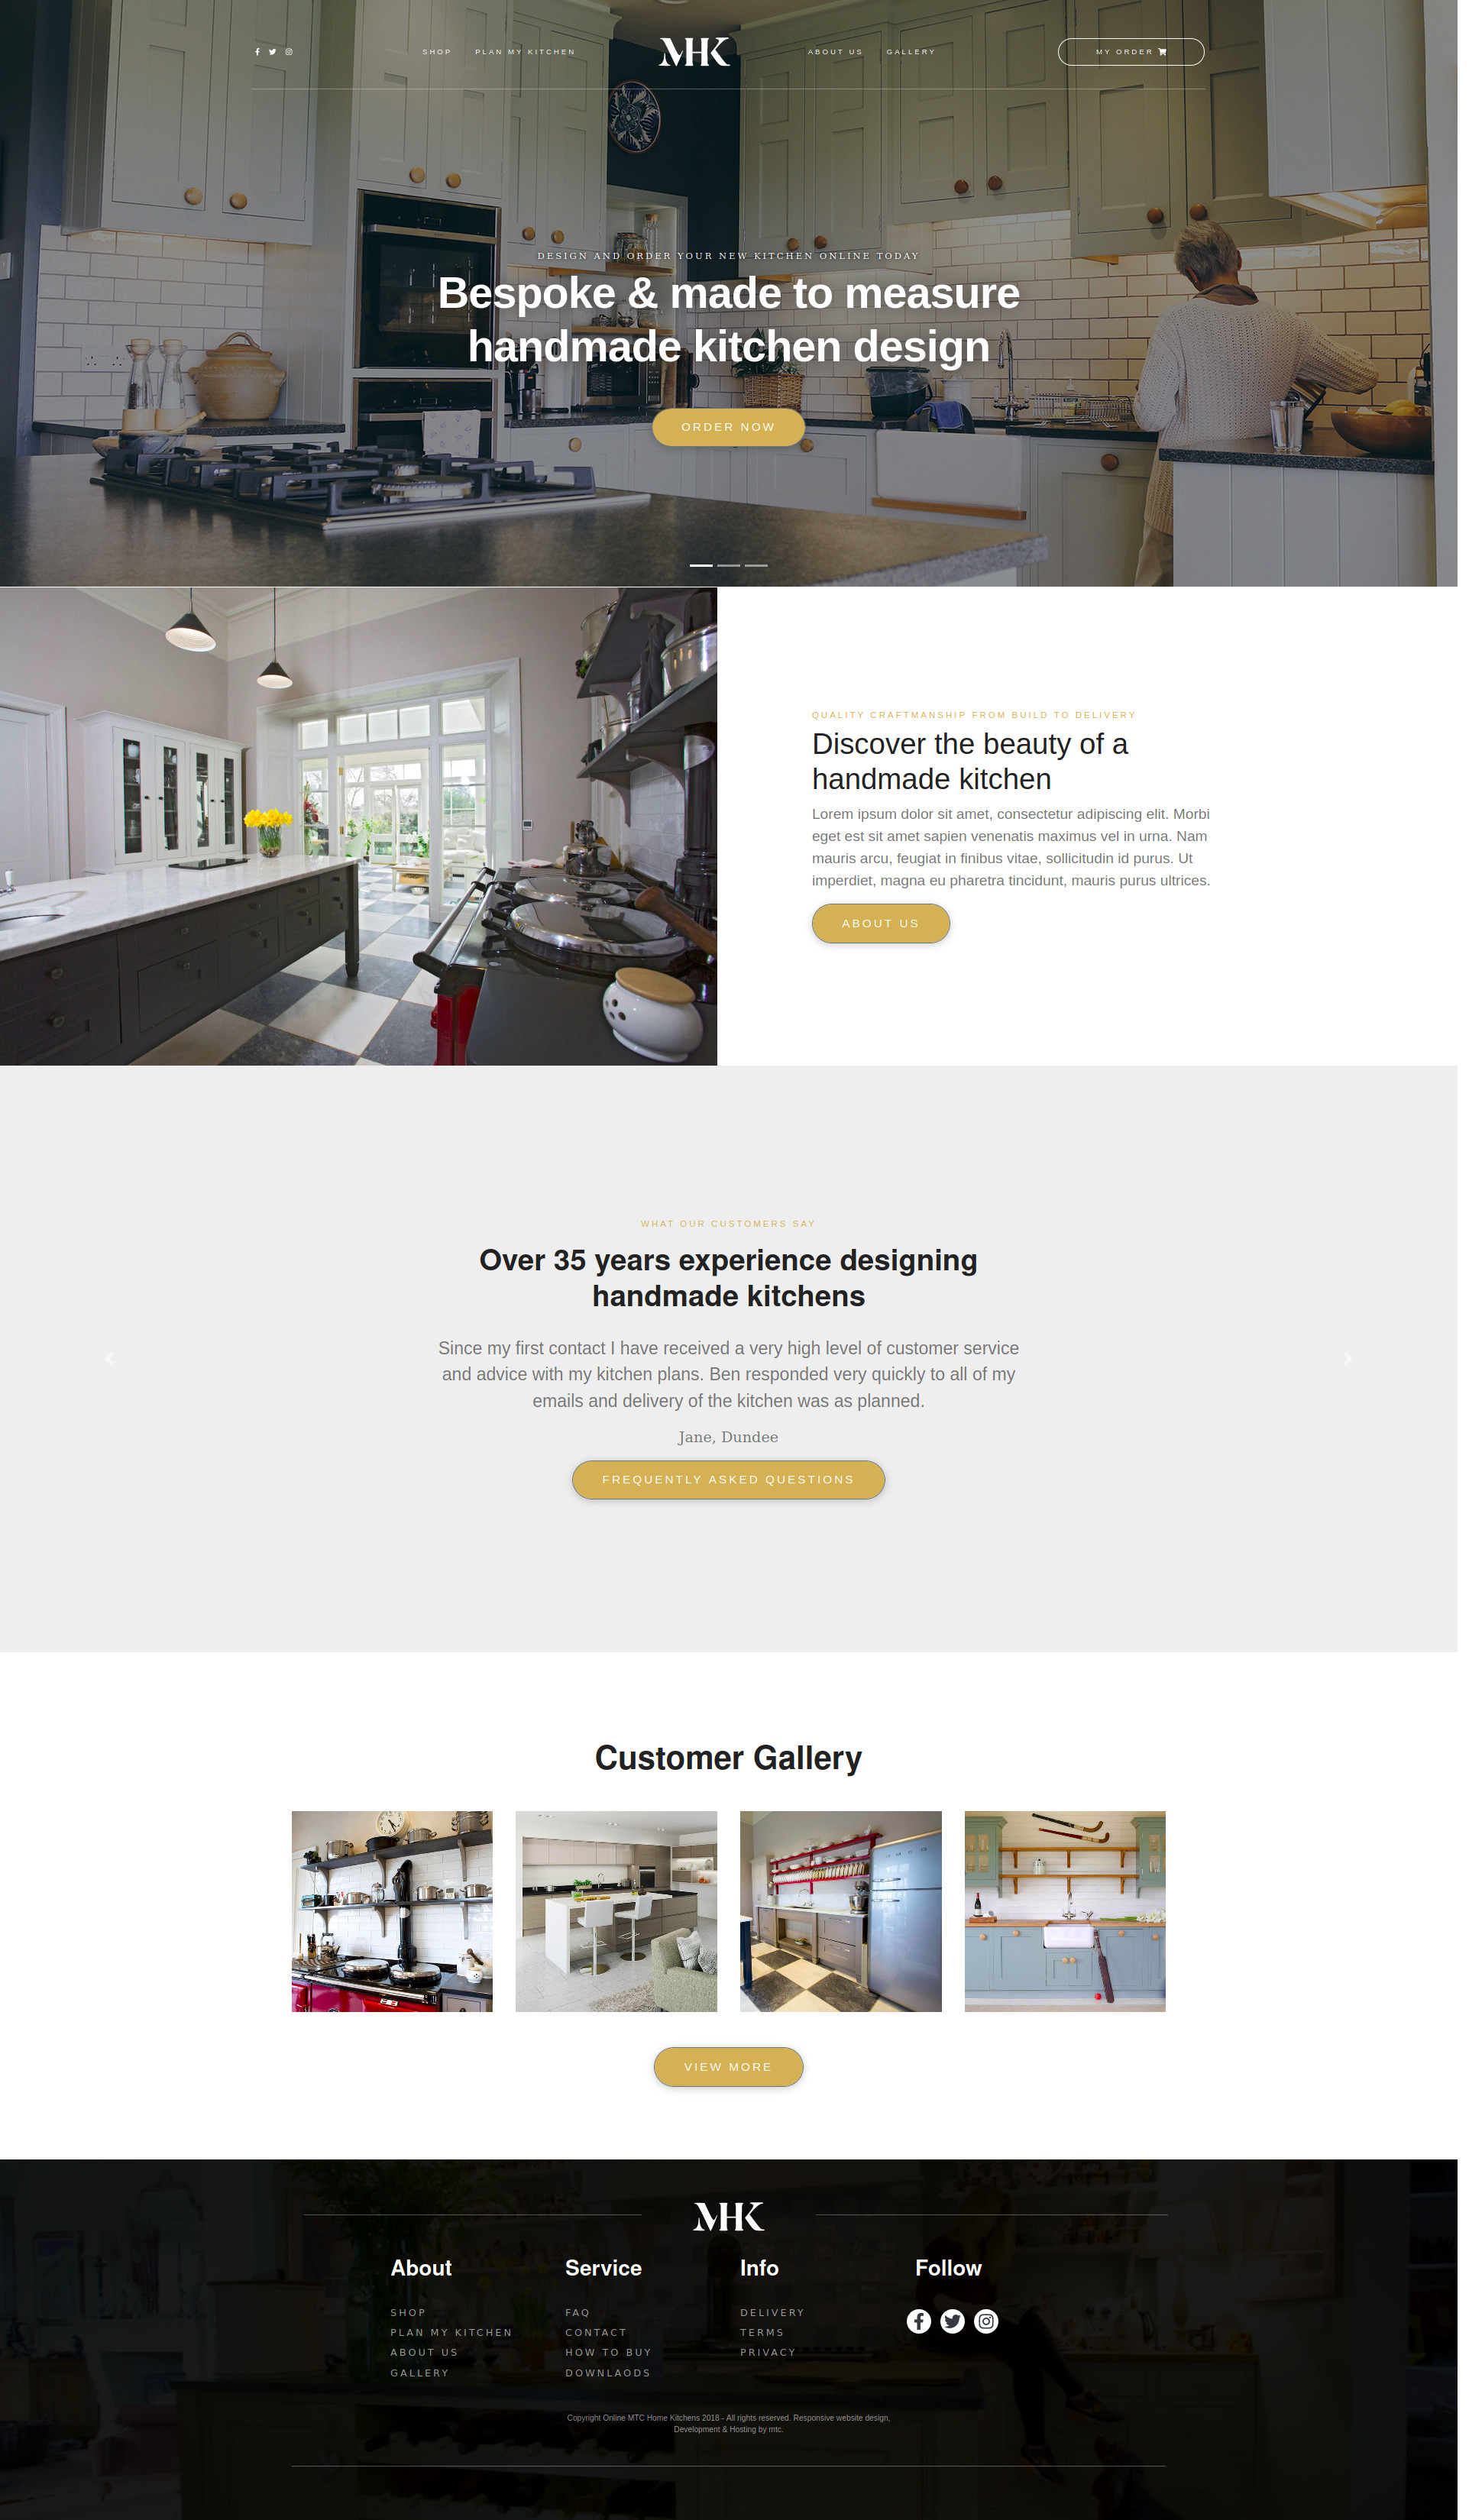 SHOP PLAN MY KITCHEN MHK ABOUT US GALLERY MY ORDER
DESIGN AND ORDER YOUR NEW KITCHEN ONLINE TODAY
Bespoke & made to measure
handmade kitchen design
ORDER NOW
QUALITY CRAFTMANSHIP FROM BUILD TO DELIVERY
Discover the beauty of a
handmade kitchen
Lorem ipsum dolor sit amet, consectetur adipiscing elit. Morbi
eget est sit amet sapien venenatis maximus vel in urna. Nam
mauris arcu, feugiat in finibus vitae, sollicitudin id purus. Ut
imperdiet, magna eu pharetra tincidunt, mauris purus ultrices.
ABOUT US
WHAT OUR CUSTOMERS SAY
Over 35 years experience designing
handmade kitchens
Since my first contact I have received a very high level of customer service
and advice with my kitchen plans. Ben responded very quickly to all of my
emails and delivery of the kitchen was as planned.
Jane, Dundee
FREQUENTLY ASKED QUESTIONS
Customer Gallery
VIEW MORE
MHK
About
SHOP
PLAN MY KITCHEN
ABOUT US
GALLERY
Service
FAQ
CONTACT
HOW TO BUY
DOWNLAODS
Info
DELIVERY
TERMS
PRIVACY
Follow
Copyright Online MTC Home Kitchens 2018 - All rights reserved. Responsive website design,
Development & Hosting by mtc.